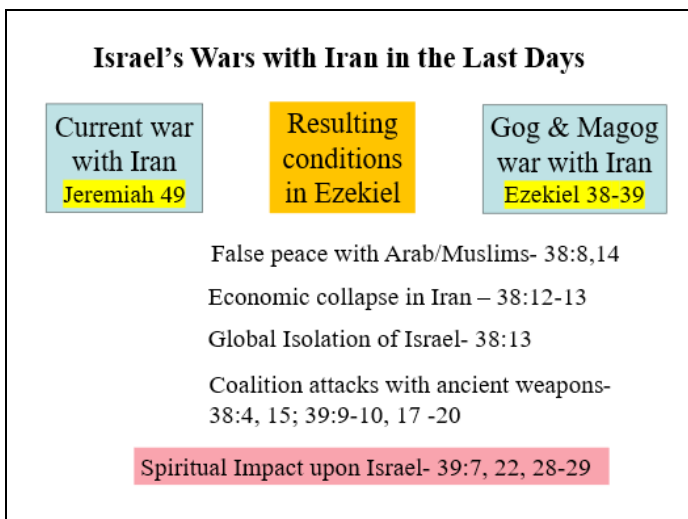 Israel's Wars with Iran in the Last Days
Current war
with Iran
Jeremiah 49
Resulting
conditions
in Ezekiel
Gog & Magog
war with Iran
Ezekiel 38-39
False peace with Arab/Muslims- 38:8,14
Economic collapse in Iran – 38:12-13
Global Isolation of Israel- 38:13
Coalition attacks with ancient weapons-
38:4, 15; 39:9-10, 17 -20
Spiritual Impact upon Israel- 39:7, 22, 28-29